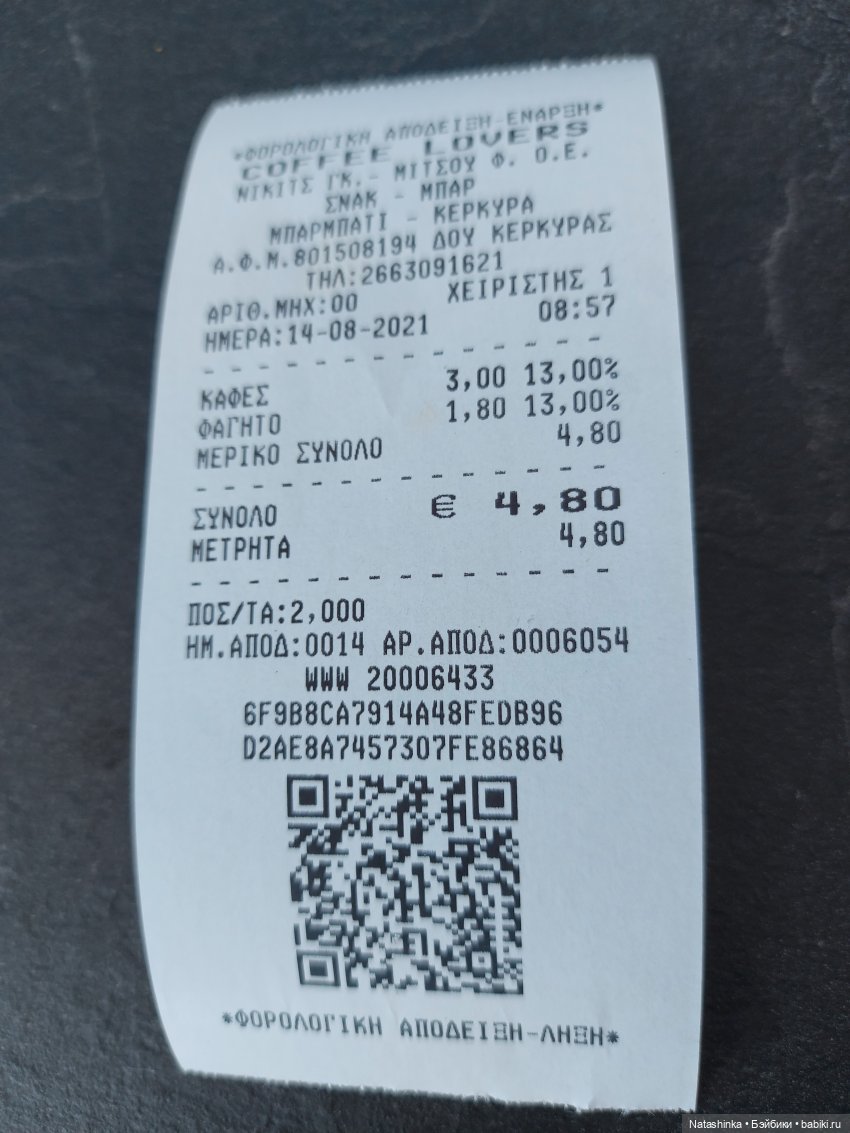 *ΦΟΡΟΛΟΓΙΚΗ ΑΠΟΔΕΙΞΗ-ΕΝΑΡΞΗ*
COFFEE LOVERS
ΝΙΚΙΤΣ ΓΚ.- ΜΙΤΣΟΥ Φ. Ο.Ε.
ΣΝΑΚ - ΜΠΑΡ
ΜΠΑΡΜΠΑΤΙ - ΚΕΡΚΥΡΑ
Α.Φ.Μ.801508194 ΔΟΥ ΚΕΡΚΥΡΑΣ
ΤΗΛ:2663091621
ΑΡΙΘ.ΜΗΧ:00 ΧΕΙΡΙΣΤΗΣ 1
ΗΜΕΡΑ:14-08-2021 08:57
ΚΑΦΕΣ 3,00 13,00%
ΦΑΓΗΤΟ 1,80 13,00%
ΜΕΡΙΚΟ ΣΥΝΟΛΟ 4,80
ΣΥΝΟΛΟ € 4,80
ΜΕΤΡΗΤΑ 4,80
ΠΟΣ/ΤΑ:2,000
ΗΜ.ΑΠΟΔ:0014 ΑΡ.ΑΠΟΔ:0006054
WWW 20006433
6F9B8CA7914A48FEDB96
D2AE8A7457307FE86864
*ΦΟΡΟΛΟΓΙΚΗ ΑΠΟΔΕΙΞΗ-ΛΗΞΗ*
Natashinka • Бэйбики • babiki.ru